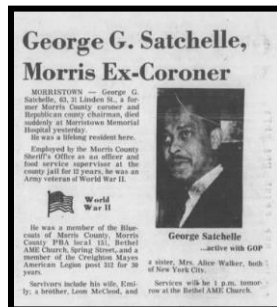 George G. Satchelle,
Morris Ex-Coroner
MORRISTOWN — George G.
Satchelle, 63, 31 Linden St., a for-
mer Morris County coroner and
Republican county chairman, died
suddenly at Morristown Memorial
Hospital yesterday.
He was a lifelong resident here.
Employed by the Morris County
Sheriff's Office as an officer and
food service supervisor at the
county jail for 12 years, he was an
Army veteran of World War II.
World
War II
He was a member of the Blue-
coats of Morris County, Morris
County PBA local 151, Bethel
AME Church, Spring Street, and a
member of the Creighton Mayes
American Legion post 312 for 30
years.
Survivors include his wife, Emi-
ly; a brother, Leon McCleod, and
George Satchelle
...active with GOP
a sister, Mrs. Alice Walker, both
of New York City.
Services will be 1 p.m. tomor-
row at the Bethel AME Church.